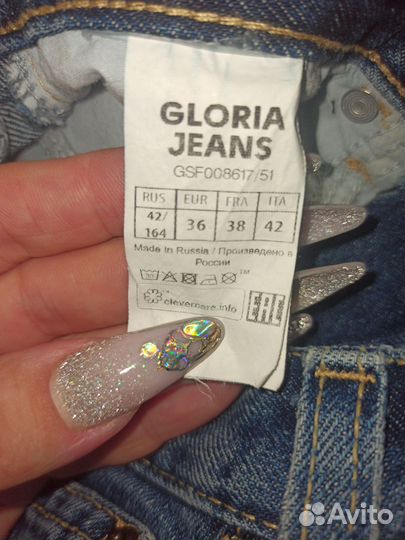 GLORIA
JEANS
GSF008617/51
RUS EUR FRA ITA
42/164 36 38 42
Made in Russia / Произведено в
России
TM
clevercare.info
Avito